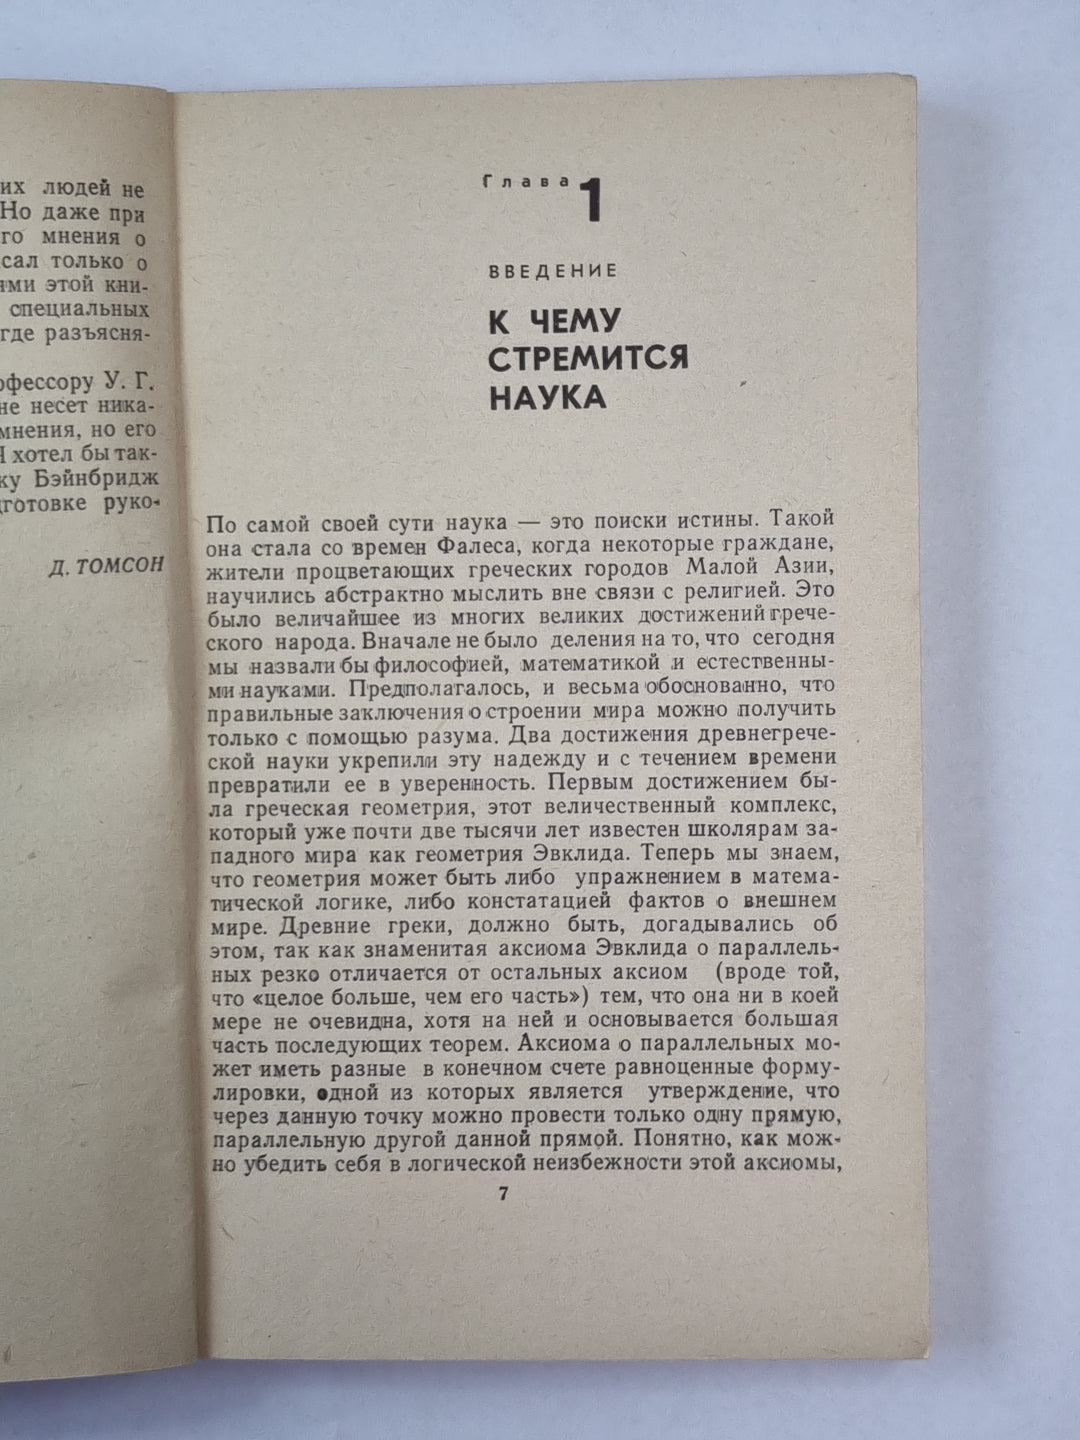 их людей не
Но даже при
го мнения о
сал только о
ями этой кни-
специальных
где разъясня-
офессору У. Г.
не несет ника-
мнения, но его
Я хотел бы так-
ку Бэйнбридж
дготовке руко-
Д. ТОМСОН
Глава 1
ВВЕДЕНИЕ
К ЧЕМУ
СТРЕМИТСЯ
НАУКА
По самой своей сути наука — это поиски истины. Такой
она стала со времен Фалеса, когда некоторые граждане,
жители процветающих греческих городов Малой Азии,
научились абстрактно мыслить вне связи с религией. Это
было величайшее из многих великих достижений грече-
ского народа. Вначале не было деления на то, что сегодня
мы назвали бы философией, математикой и естественны-
ми науками. Предполагалось, и весьма обоснованно, что
правильные заключения о строении мира можно получить
только с помощью разума. Два достижения древнегрече-
ской науки укрепили эту надежду и с течением времени
превратили ее в уверенность. Первым достижением бы-
ла греческая геометрия, этот величественный комплекс,
который уже почти две тысячи лет известен школярам за-
падного мира как геометрия Эвклида. Теперь мы знаем,
что геометрия может быть либо упражнением в матема-
тической логике, либо констатацией фактов о внешнем
мире. Древние греки, должно быть, догадывались об
этом, так как знаменитая аксиома Эвклида о параллель-
ных резко отличается от остальных аксиом (вроде той,
что «целое больше, чем его часть») тем, что она ни в коей
мере не очевидна, хотя на ней и основывается большая
часть последующих теорем. Аксиома о параллельных мо-
жет иметь разные в конечном счете равноценные форму-
лировки, одной из которых является утверждение, что
через данную точку можно провести только одну прямую,
параллельную другой данной прямой. Понятно, как мож-
но убедить себя в логической неизбежности этой аксиомы,
7